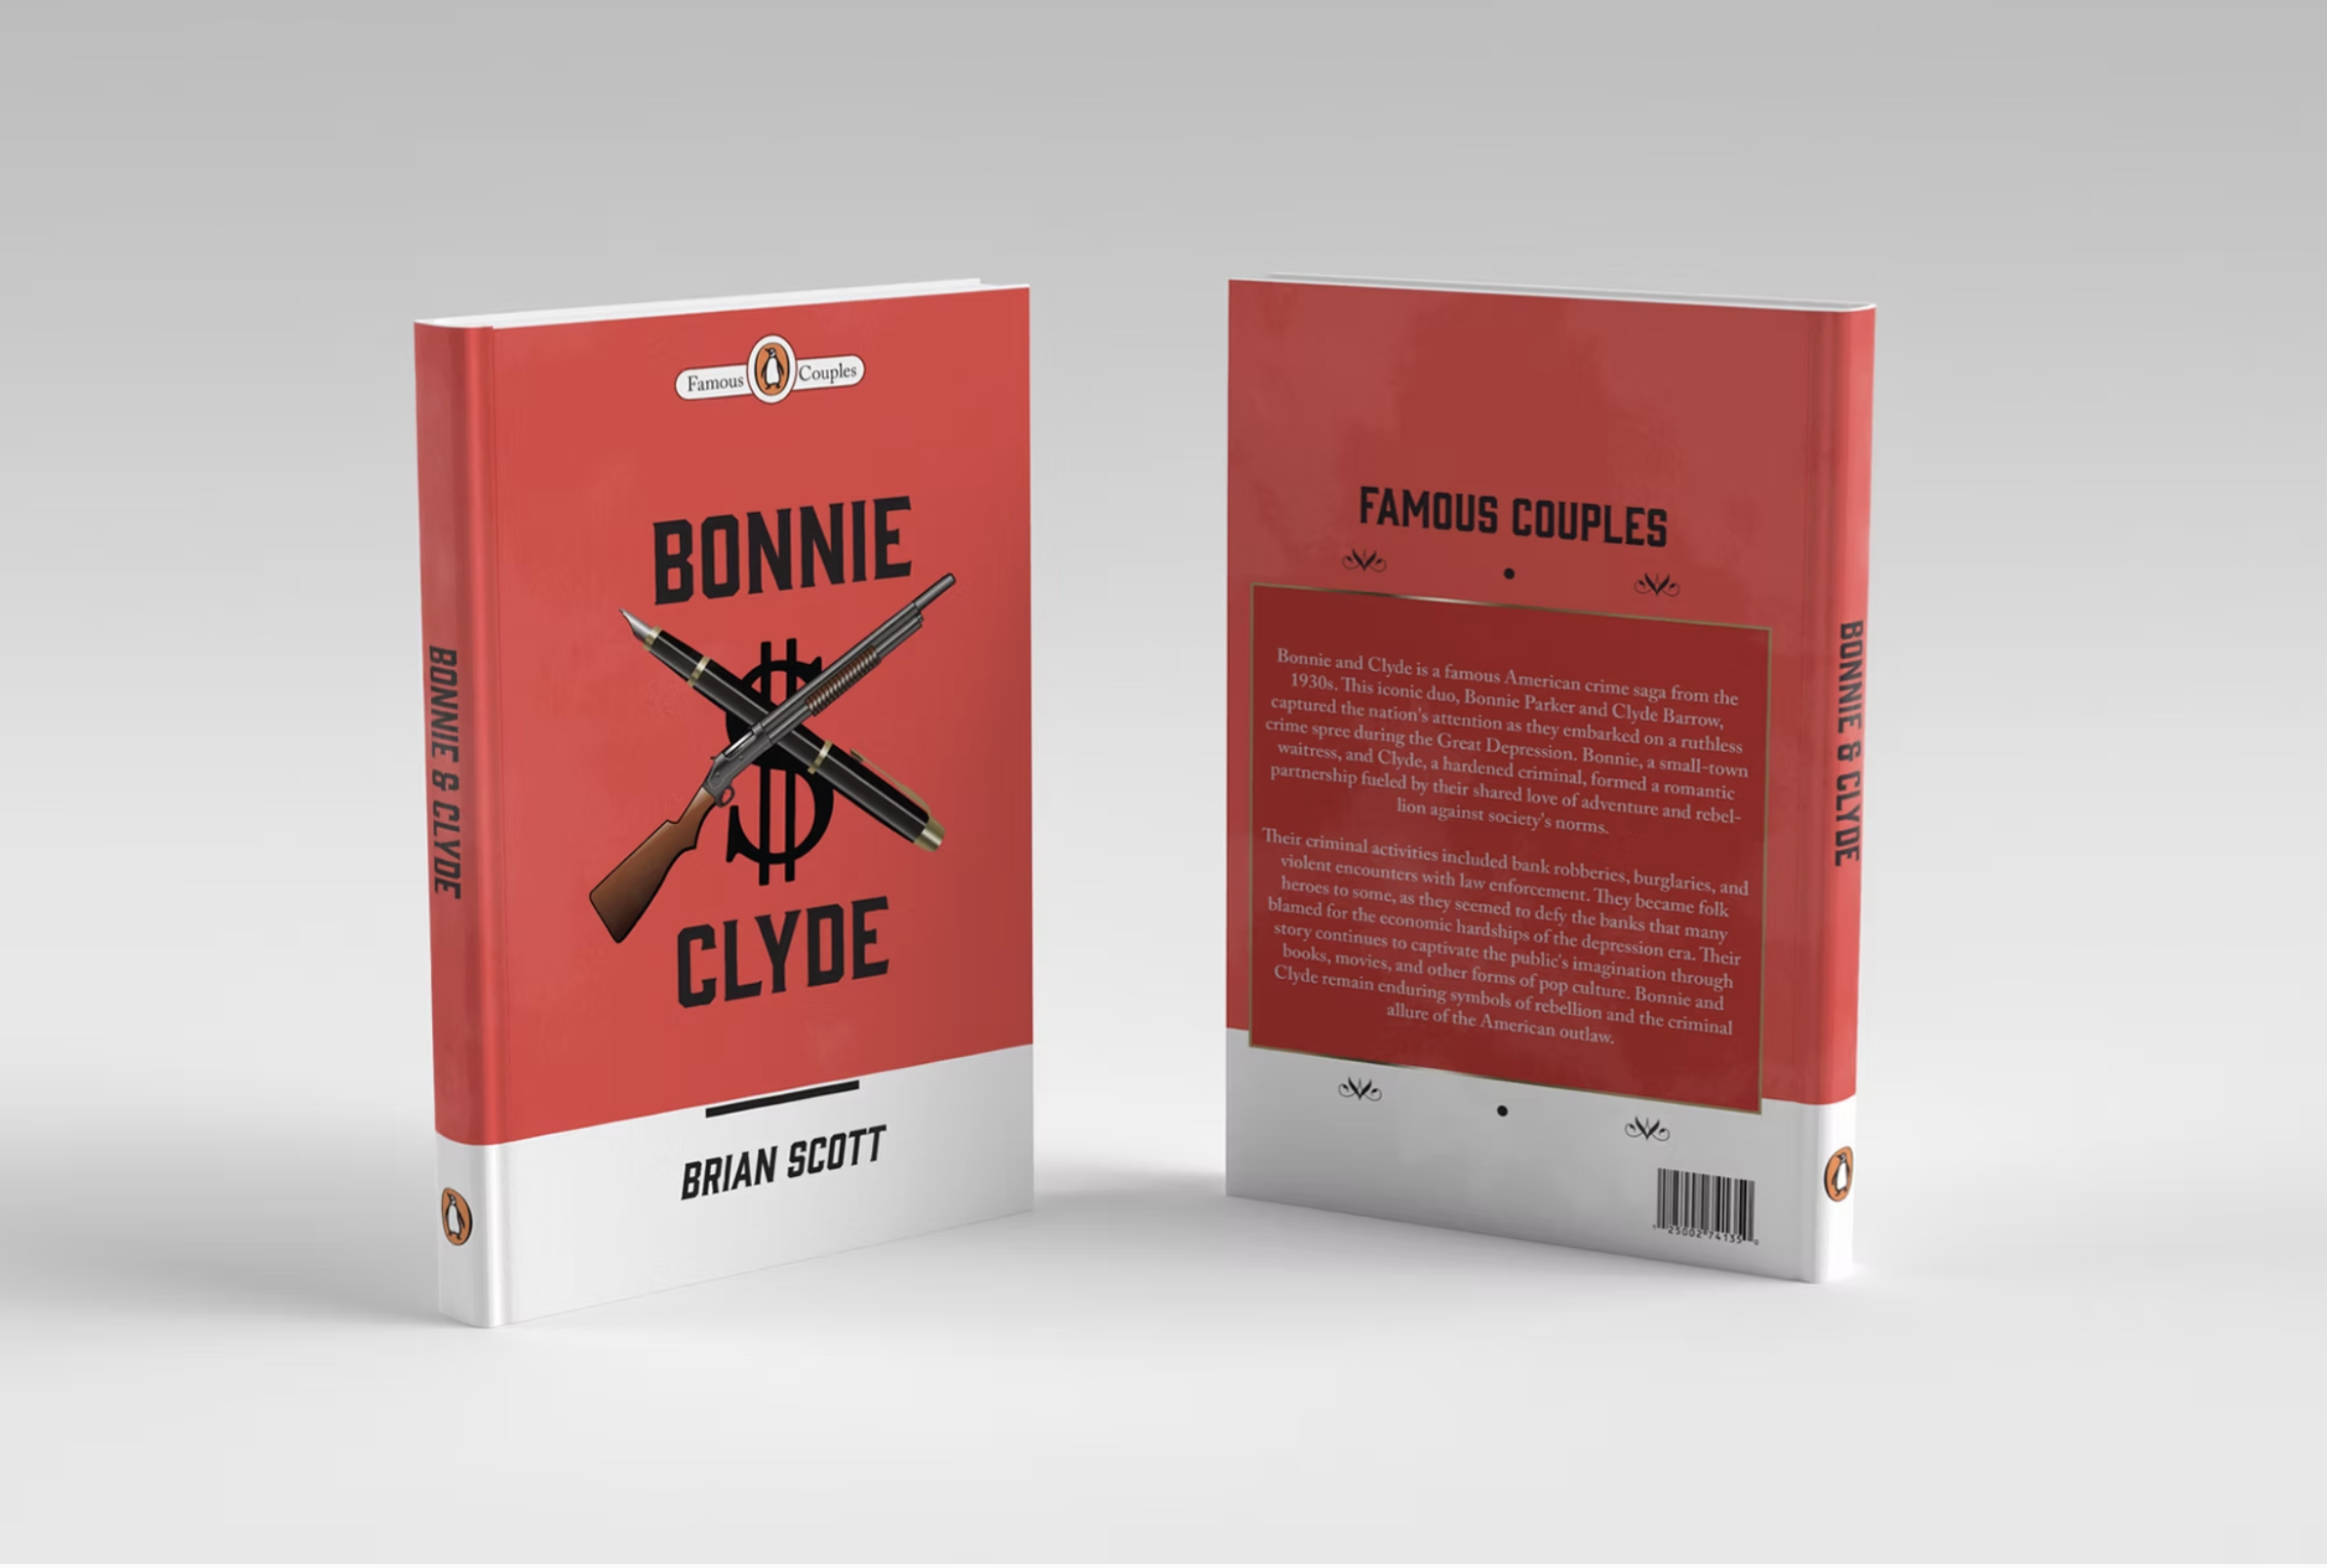 Famous Couples
BONNIE
$
CLYDE
BRIAN SCOTT
BONNIE & CLYDE
FAMOUS COUPLES
Bonnie and Clyde is a famous American crime saga from the
1930s. This iconic duo, Bonnie Parker and Clyde Barrow,
captured the nation's attention as they embarked on a ruthless
crime spree during the Great Depression. Bonnie, a small-town
waitress, and Clyde, a hardened criminal, formed a romantic
partnership fueled by their shared love of adventure and rebel-
lion against society's norms.
Their criminal activities included bank robberies, burglaries, and
violent encounters with law enforcement. They became folk
heroes to some, as they seemed to defy the banks that many
blamed for the economic hardships of the depression era. Their
story continues to captivate the public's imagination through
books, movies, and other forms of pop culture. Bonnie and
Clyde remain enduring symbols of rebellion and the criminal
allure of the American outlaw.
BONNIE & CLYDE